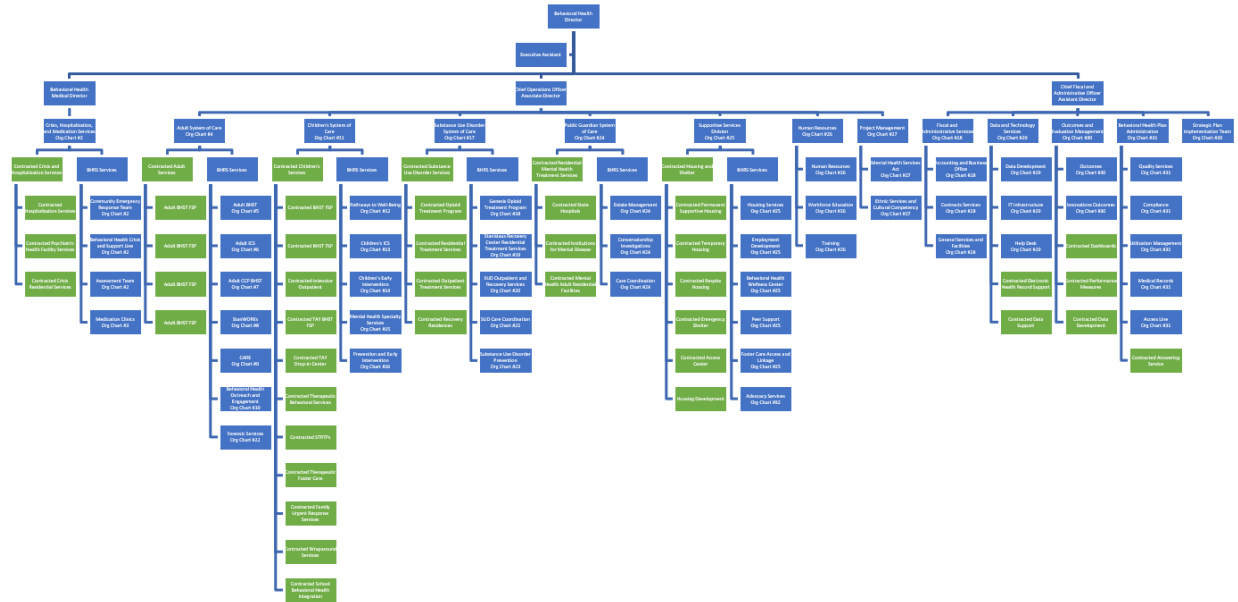 Behavioral Health
Director
Executive Assistant
Behavioral Health
Medical Director
Chief Operations Officer
Associate Director
Chief Fiscal and
Administrative Officer
Assistant Director
Crisis, Hospitalization,
and Medication Services
Adult System of Care
Org Chart #4
Children's System of
Care
Org Chart #11
Substance Use Disorder
System of Care
Org Chart #17
Public Guardian System
of Care
Org Chart #24
Supportive Services
Division
Org Chart #25
Human Resources
Org Chart #26
Project Management
Org Chart #27
Fiscal and
Administrative Services
Org Chart #28
Data and Technology
Services
Org Chart #29
Outcomes and
Evaluation Management
Org Chart #30
Behavioral Health Plan
Administration
Org Chart #31
Strategic Plan
Implementation Team
Contracted Crisis and
Hospitalization Services
BHRS Services
Contracted Adult
Services
BHRS Services
Contracted Children's
Services
BHRS Services
Contracted Substance
Use Disorder Services
BHRS Services
Contracted Residential
Mental Health
Treatment Services
BHRS Services
Contracted Housing and
Shelter
BHRS Services
Human Resources
Org Chart #26
Mental Health Services
Act
Org Chart #27
Accounting and Business
Office
Data Development
Org Chart #29
Outcomes
Org Chart #30
Quality Services
Org Chart #31
Contracted
Hospitalization Services
Community Emergency
Response Team
Org Chart #2
Adult BHST FSP
Adult BHST
Org Chart #5
Contracted BHST FSP
Pathways to Well-Being
Org Chart #12
Contracted Opioid
Treatment Program
Genesis Opioid
Treatment Program
Org Chart #18
Contracted State
Hospitals
Estate Management
Org Chart #24
Contracted Permanent
Supportive Housing
Housing Services
Org Chart #25
Workforce Education
Org Chart #26
Ethnic Services and
Cultural Competency
Org Chart #27
Contracts Services
IT Infrastructure
Org Chart #29
Innovations Outcomes
Org Chart #30
Compliance
Org Chart #31
Contracted Psychiatric
Health Facility Services
Behavioral Health Crisis
and Support Line
Org Chart #2
Adult BHST FSP
Adult ICS
Org Chart #6
Contracted BHST FSP
Children's ICS
Org Chart #13
Contracted Residential
Treatment Services
Stanislaus Recovery
Center Residential
Treatment Services
Contracted Institutions
for Mental Disease
Conservatorship
Investigations
Org Chart #24
Contracted Temporary
Housing
Employment
Development
Org Chart #25
Training
Org Chart #26
General Services and
Facilities
Org Chart #28
Help Desk
Org Chart #29
Contracted Dashboards
Utilization Management
Org Chart #31
Contracted Crisis
Residential Services
Assessment Team
Org Chart #2
Adult BHST FSP
Adult CCP BHST
Org Chart #7
Contracted Intensive
Outpatient
Children's Early
Intervention
Org Chart #14
Contracted Outpatient
Treatment Services
SUD Outpatient and
Recovery Services
Org Chart #20
Contracted Mental
Health Adult Residential
Facilities
Care Coordination
Org Chart #24
Contracted Respite
Housing
Behavioral Health
Wellness Center
Org Chart #25
Contracted Electronic
Health Record Support
Contracted Performance
Measures
Medical Records
Org Chart #31
Medication Clinics
Org Chart #3
Adult BHST FSP
StanWORKs
Org Chart #8
Contracted TAY BHST
FSP
Mental Health Specialty
Services
Org Chart #15
Contracted Recovery
Residences
SUD Care Coordination
Contracted Emergency
Shelter
Peer Support
Org Chart #25
Contracted Data
Support
Contracted Data
Development
Access Line
Org Chart #31
CARE
Org Chart #9
Contracted TAY
Drop-In Center
Prevention and Early
Intervention
Org Chart #16
Substance Use Disorder
Prevention
Org Chart #23
Contracted Access
Center
Foster Care Access and
Linkage
Org Chart #25
Contracted Answering
Service
Behavioral Health
Outreach and
Engagement
Org Chart #10
Contracted Therapeutic
Behavioral Services
Housing Development
Advocacy Services
Org Chart #32
Forensic Services
Org Chart #22
Contracted STRTPs
Contracted Therapeutic
Foster Care
Contracted Family
Urgent Response
Services
Contracted Wraparound
Services
Contracted School
Behavioral Health
Integration